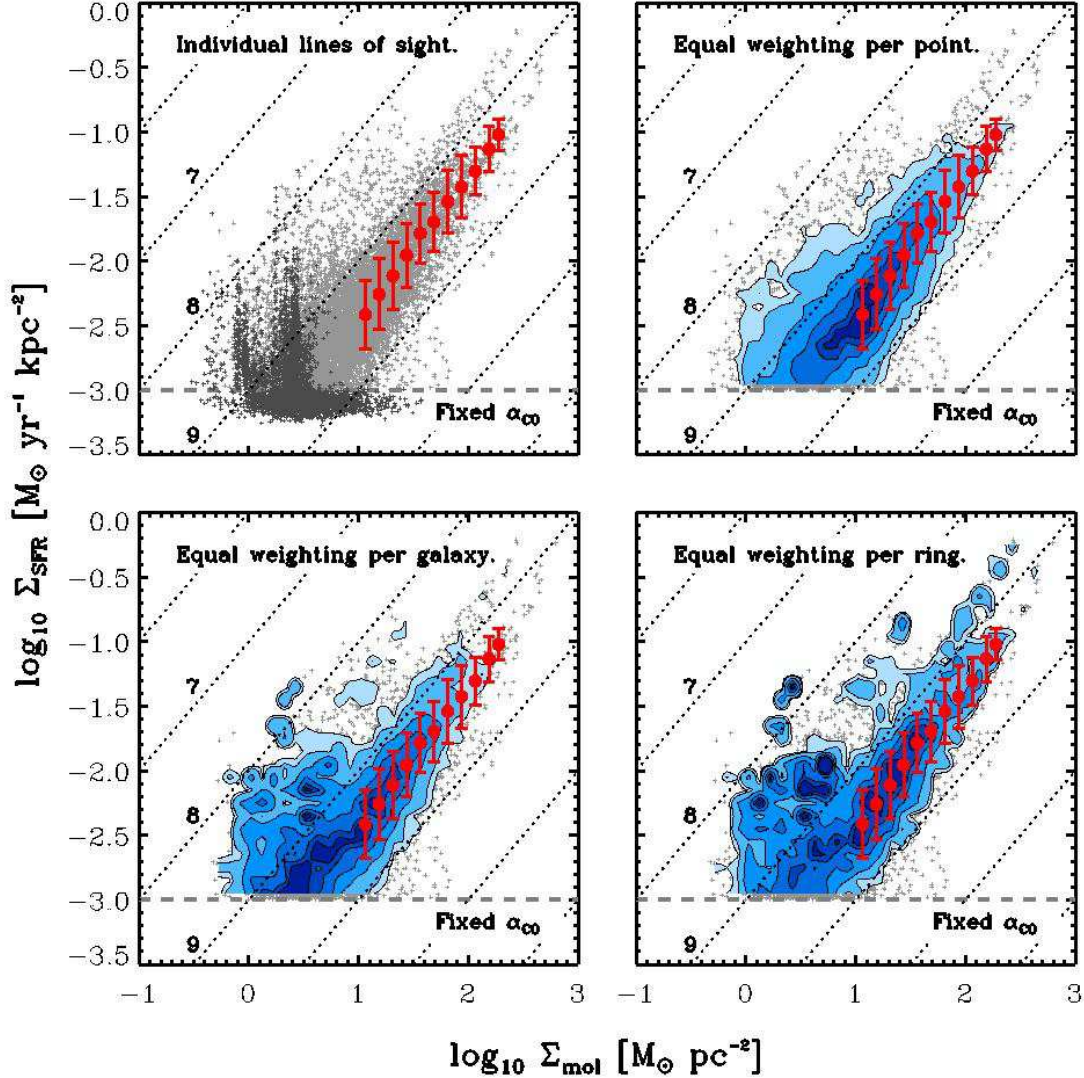 0.0
Individual lines of sight.
Equal weighting per point.
−0.5
−1.0
7
7
−1.5
−2.0
8
8
−2.5
−3.0
Fixed α_CO
Fixed α_CO
9
9
−3.5
log₁₀ Σ_SFR [M_⊙ yr⁻¹ kpc⁻²]
0.0
Equal weighting per galaxy.
Equal weighting per ring.
−0.5
−1.0
7
7
−1.5
−2.0
8
8
−2.5
−3.0
Fixed α_CO
Fixed α_CO
9
9
−3.5
−1 0 1 2 3
−1 0 1 2 3
log₁₀ Σ_mol [M_⊙ pc⁻²]